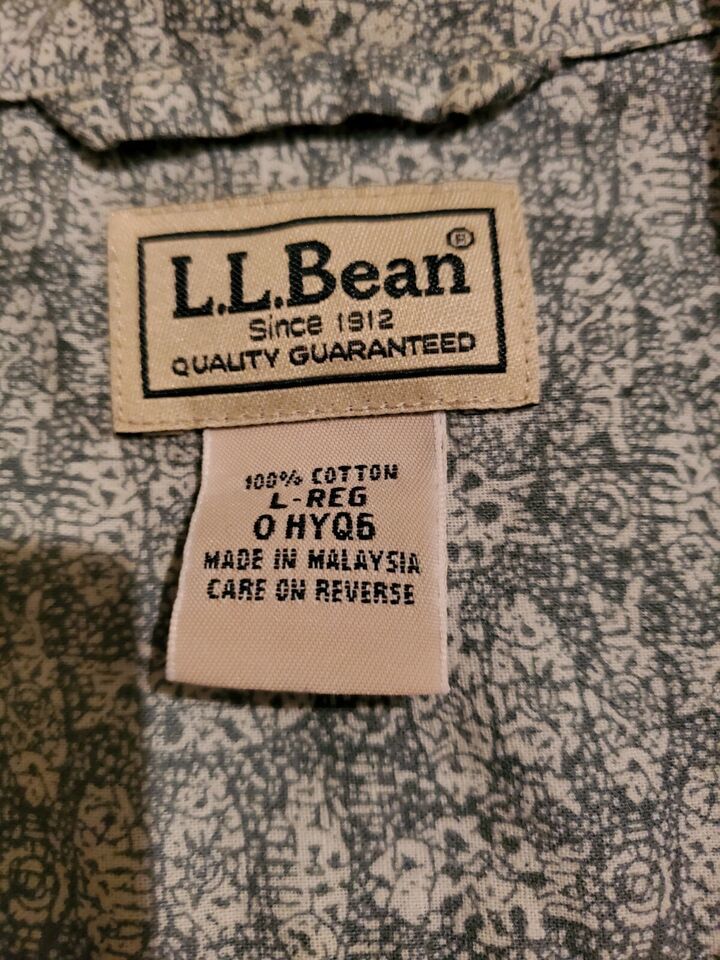 L.L.Bean®
Since 1912
QUALITY GUARANTEED
100% COTTON
L-REG
0 HYQ6
MADE IN MALAYSIA
CARE ON REVERSE